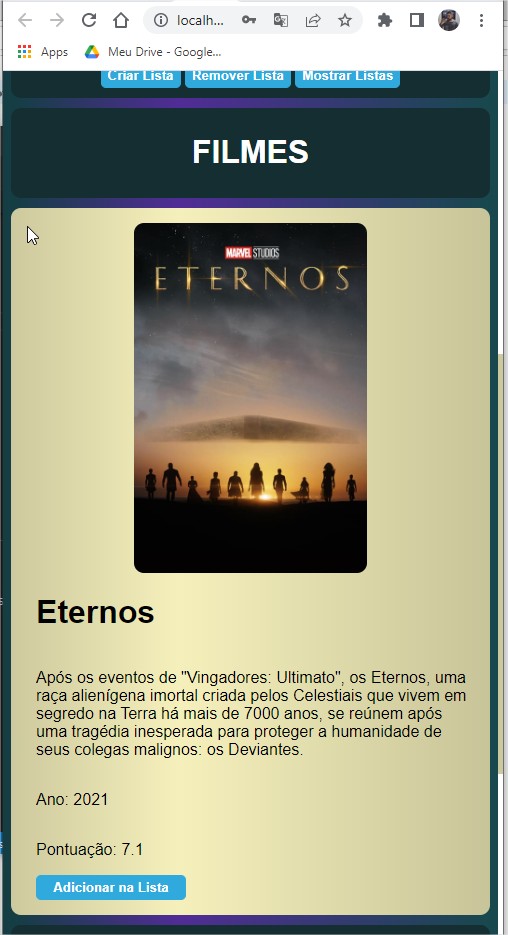 localh...
Apps Meu Drive - Google...
Criar Lista Remover Lista Mostrar Listas
FILMES
MARVEL STUDIOS
ETERNOS
Eternos
Após os eventos de "Vingadores: Ultimato", os Eternos, uma
raça alienígena imortal criada pelos Celestiais que vivem em
segredo na Terra há mais de 7000 anos, se reúnem após
uma tragédia inesperada para proteger a humanidade de
seus colegas malignos: os Deviantes.
Ano: 2021
Pontuação: 7.1
Adicionar na Lista